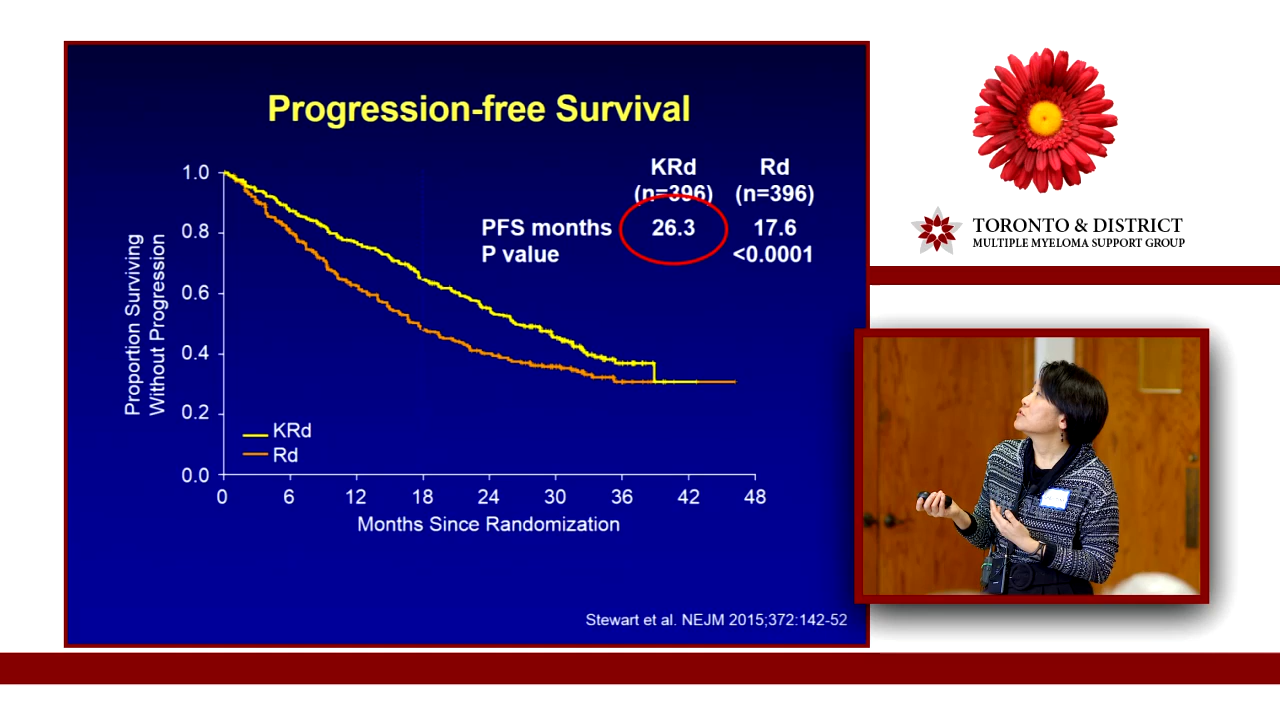 Progression-free Survival
KRd Rd
(n=396) (n=396)
PFS months 26.3 17.6
P value <0.0001
Proportion Surviving
Without Progression
1.0
0.8
0.6
0.4
0.2
0.0
KRd
Rd
0 6 12 18 24 30 36 42 48
Months Since Randomization
Stewart et al. NEJM 2015;372:142-52
TORONTO & DISTRICT
MULTIPLE MYELOMA SUPPORT GROUP